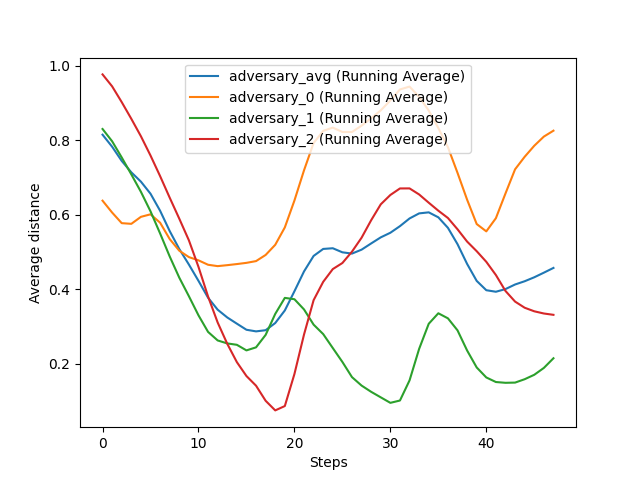 adversary_avg (Running Average)
adversary_0 (Running Average)
adversary_1 (Running Average)
adversary_2 (Running Average)
Average distance
1.0
0.8
0.6
0.4
0.2
0 10 20 30 40
Steps